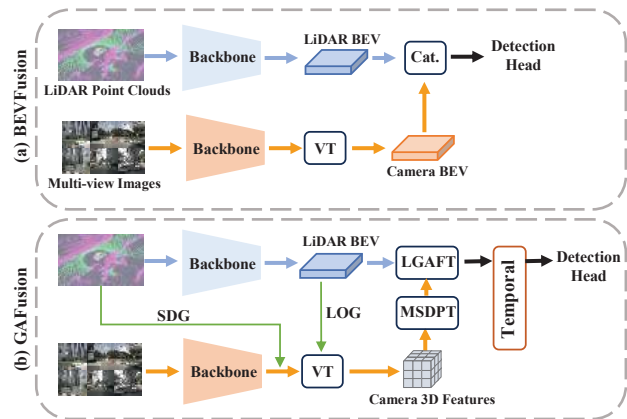 (a) BEVFusion
LiDAR Point Clouds
Backbone
LiDAR BEV
Cat.
Detection
Head
Multi-view Images
Backbone
VT
Camera BEV
(b) GAFusion
Backbone
LiDAR BEV
LGAFT
Temporal
Detection
Head
SDG
LOG
MSDPT
Backbone
VT
Camera 3D Features